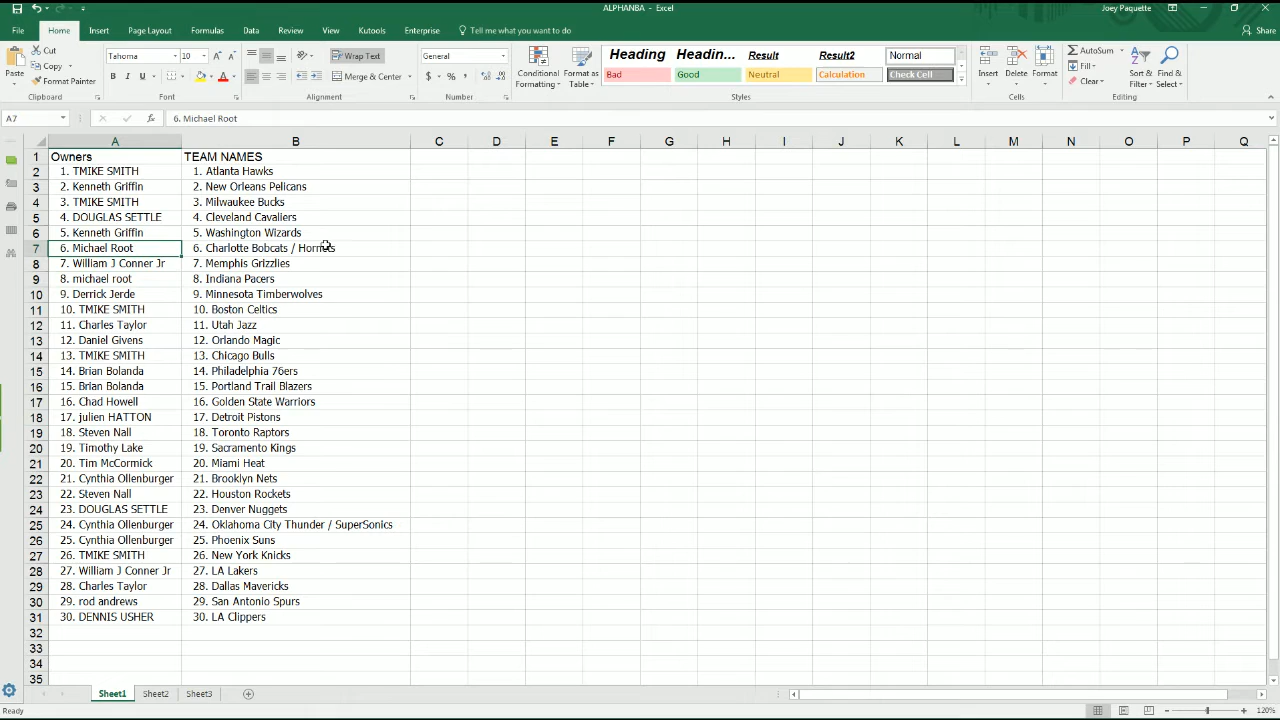 ALPHANBA - Excel
Joey Paquette
File Home Insert Page Layout Formulas Data Review View Kutools Enterprise Tell me what you want to do Share
Paste Cut Copy Format Painter Clipboard
Tahoma 10 B I U Font
Wrap Text Merge & Center Alignment
General $ % Number
Conditional Formatting Format as Table
Heading Headin... Result Result2 Normal
Bad Good Neutral Calculation Check Cell
Styles
Insert Delete Format Cells
AutoSum Fill Clear Sort & Filter Find & Select Editing
A7 fx 6. Michael Root
A B C D E F G H I J K L M N O P Q
1 Owners TEAM NAMES
2 1. TMIKE SMITH 1. Atlanta Hawks
3 2. Kenneth Griffin 2. New Orleans Pelicans
4 3. TMIKE SMITH 3. Milwaukee Bucks
5 4. DOUGLAS SETTLE 4. Cleveland Cavaliers
6 5. Kenneth Griffin 5. Washington Wizards
7 6. Michael Root 6. Charlotte Bobcats / Hornets
8 7. William J Conner Jr 7. Memphis Grizzlies
9 8. michael root 8. Indiana Pacers
10 9. Derrick Jerde 9. Minnesota Timberwolves
11 10. TMIKE SMITH 10. Boston Celtics
12 11. Charles Taylor 11. Utah Jazz
13 12. Daniel Givens 12. Orlando Magic
14 13. TMIKE SMITH 13. Chicago Bulls
15 14. Brian Bolanda 14. Philadelphia 76ers
16 15. Brian Bolanda 15. Portland Trail Blazers
17 16. Chad Howell 16. Golden State Warriors
18 17. julien HATTON 17. Detroit Pistons
19 18. Steven Nall 18. Toronto Raptors
20 19. Timothy Lake 19. Sacramento Kings
21 20. Tim McCormick 20. Miami Heat
22 21. Cynthia Ollenburger 21. Brooklyn Nets
23 22. Steven Nall 22. Houston Rockets
24 23. DOUGLAS SETTLE 23. Denver Nuggets
25 24. Cynthia Ollenburger 24. Oklahoma City Thunder / SuperSonics
26 25. Cynthia Ollenburger 25. Phoenix Suns
27 26. TMIKE SMITH 26. New York Knicks
28 27. William J Conner Jr 27. LA Lakers
29 28. Charles Taylor 28. Dallas Mavericks
30 29. rod andrews 29. San Antonio Spurs
31 30. DENNIS USHER 30. LA Clippers
32
33
34
35
Sheet1 Sheet2 Sheet3
Ready 120%